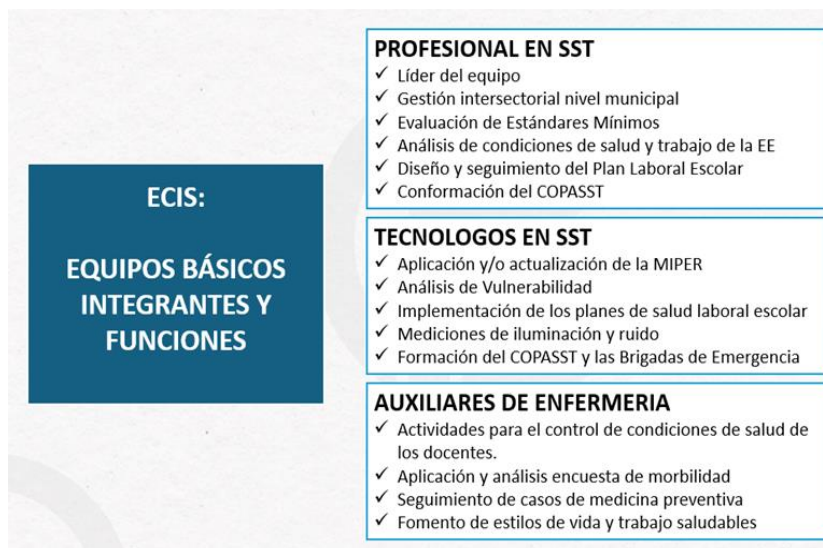 ECIS:
EQUIPOS BÁSICOS
INTEGRANTES Y
FUNCIONES
PROFESIONAL EN SST
✓ Líder del equipo
✓ Gestión intersectorial nivel municipal
✓ Evaluación de Estándares Mínimos
✓ Análisis de condiciones de salud y trabajo de la EE
✓ Diseño y seguimiento del Plan Laboral Escolar
✓ Conformación del COPASST
TECNOLOGOS EN SST
✓ Aplicación y/o actualización de la MIPER
✓ Análisis de Vulnerabilidad
✓ Implementación de los planes de salud laboral escolar
✓ Mediciones de iluminación y ruido
✓ Formación del COPASST y las Brigadas de Emergencia
AUXILIARES DE ENFERMERIA
✓ Actividades para el control de condiciones de salud de
los docentes.
✓ Aplicación y análisis encuesta de morbilidad
✓ Seguimiento de casos de medicina preventiva
✓ Fomento de estilos de vida y trabajo saludables